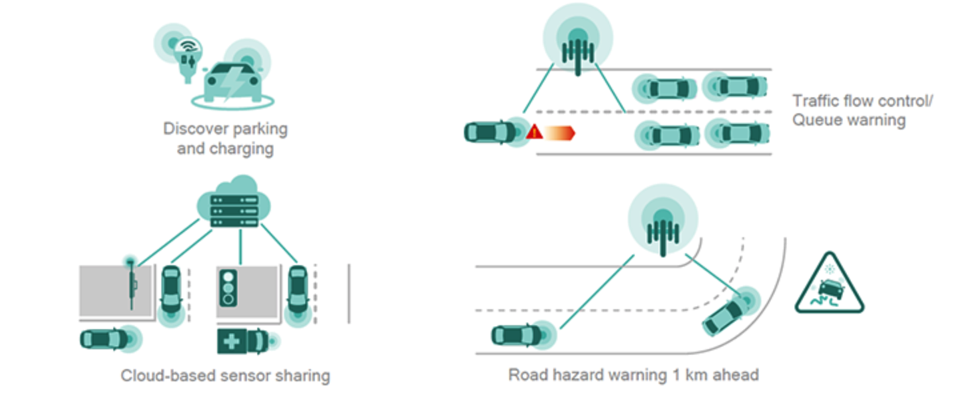 Discover parking
and charging
Traffic flow control/
Queue warning
Cloud-based sensor sharing
Road hazard warning 1 km ahead